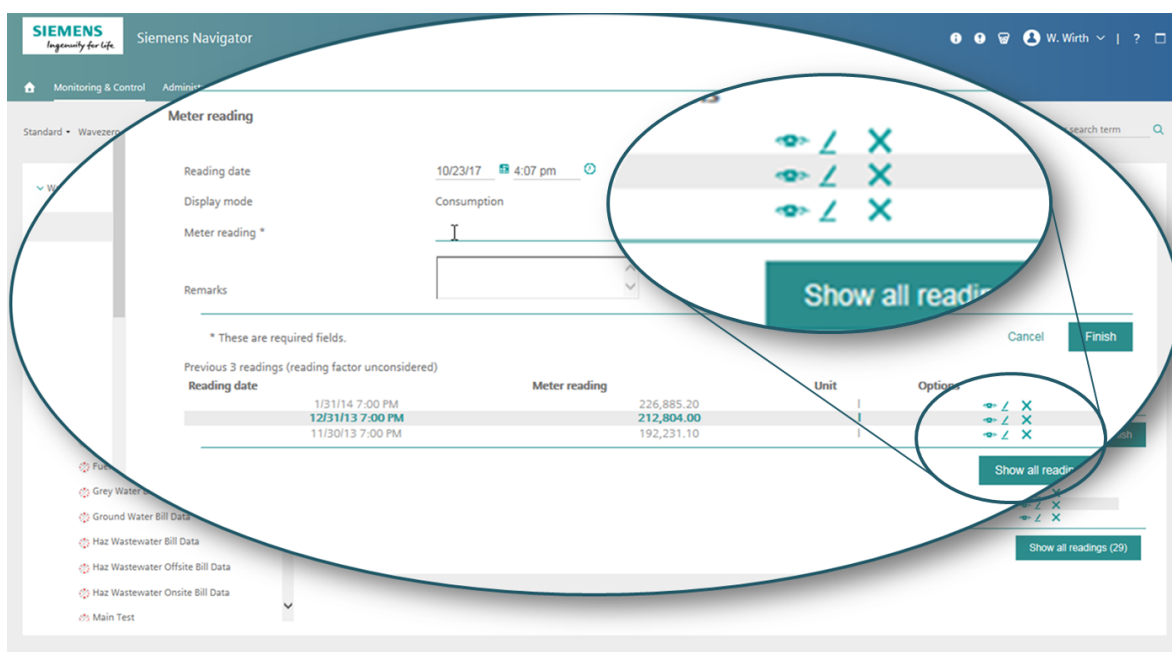 SIEMENS
Ingenuity for life
Siemens Navigator
W. Wirth | ?
Monitoring & Control
Standard
search term
Meter reading
Reading date 10/23/17 4:07 pm
Display mode Consumption
Meter reading *
Remarks
Show all
* These are required fields.
Cancel Finish
Previous 3 readings (reading factor unconsidered)
Reading date Meter reading Unit Options
1/31/14 7:00 PM 226,885.20 l
12/31/13 7:00 PM 212,804.00 l
11/30/13 7:00 PM 192,231.10 l
Show all
Grey Water
Ground Water Bill Data
Haz Wastewater Bill Data
Show all readings (29)
Haz Wastewater Offsite Bill Data
Haz Wastewater Onsite Bill Data
Main Test